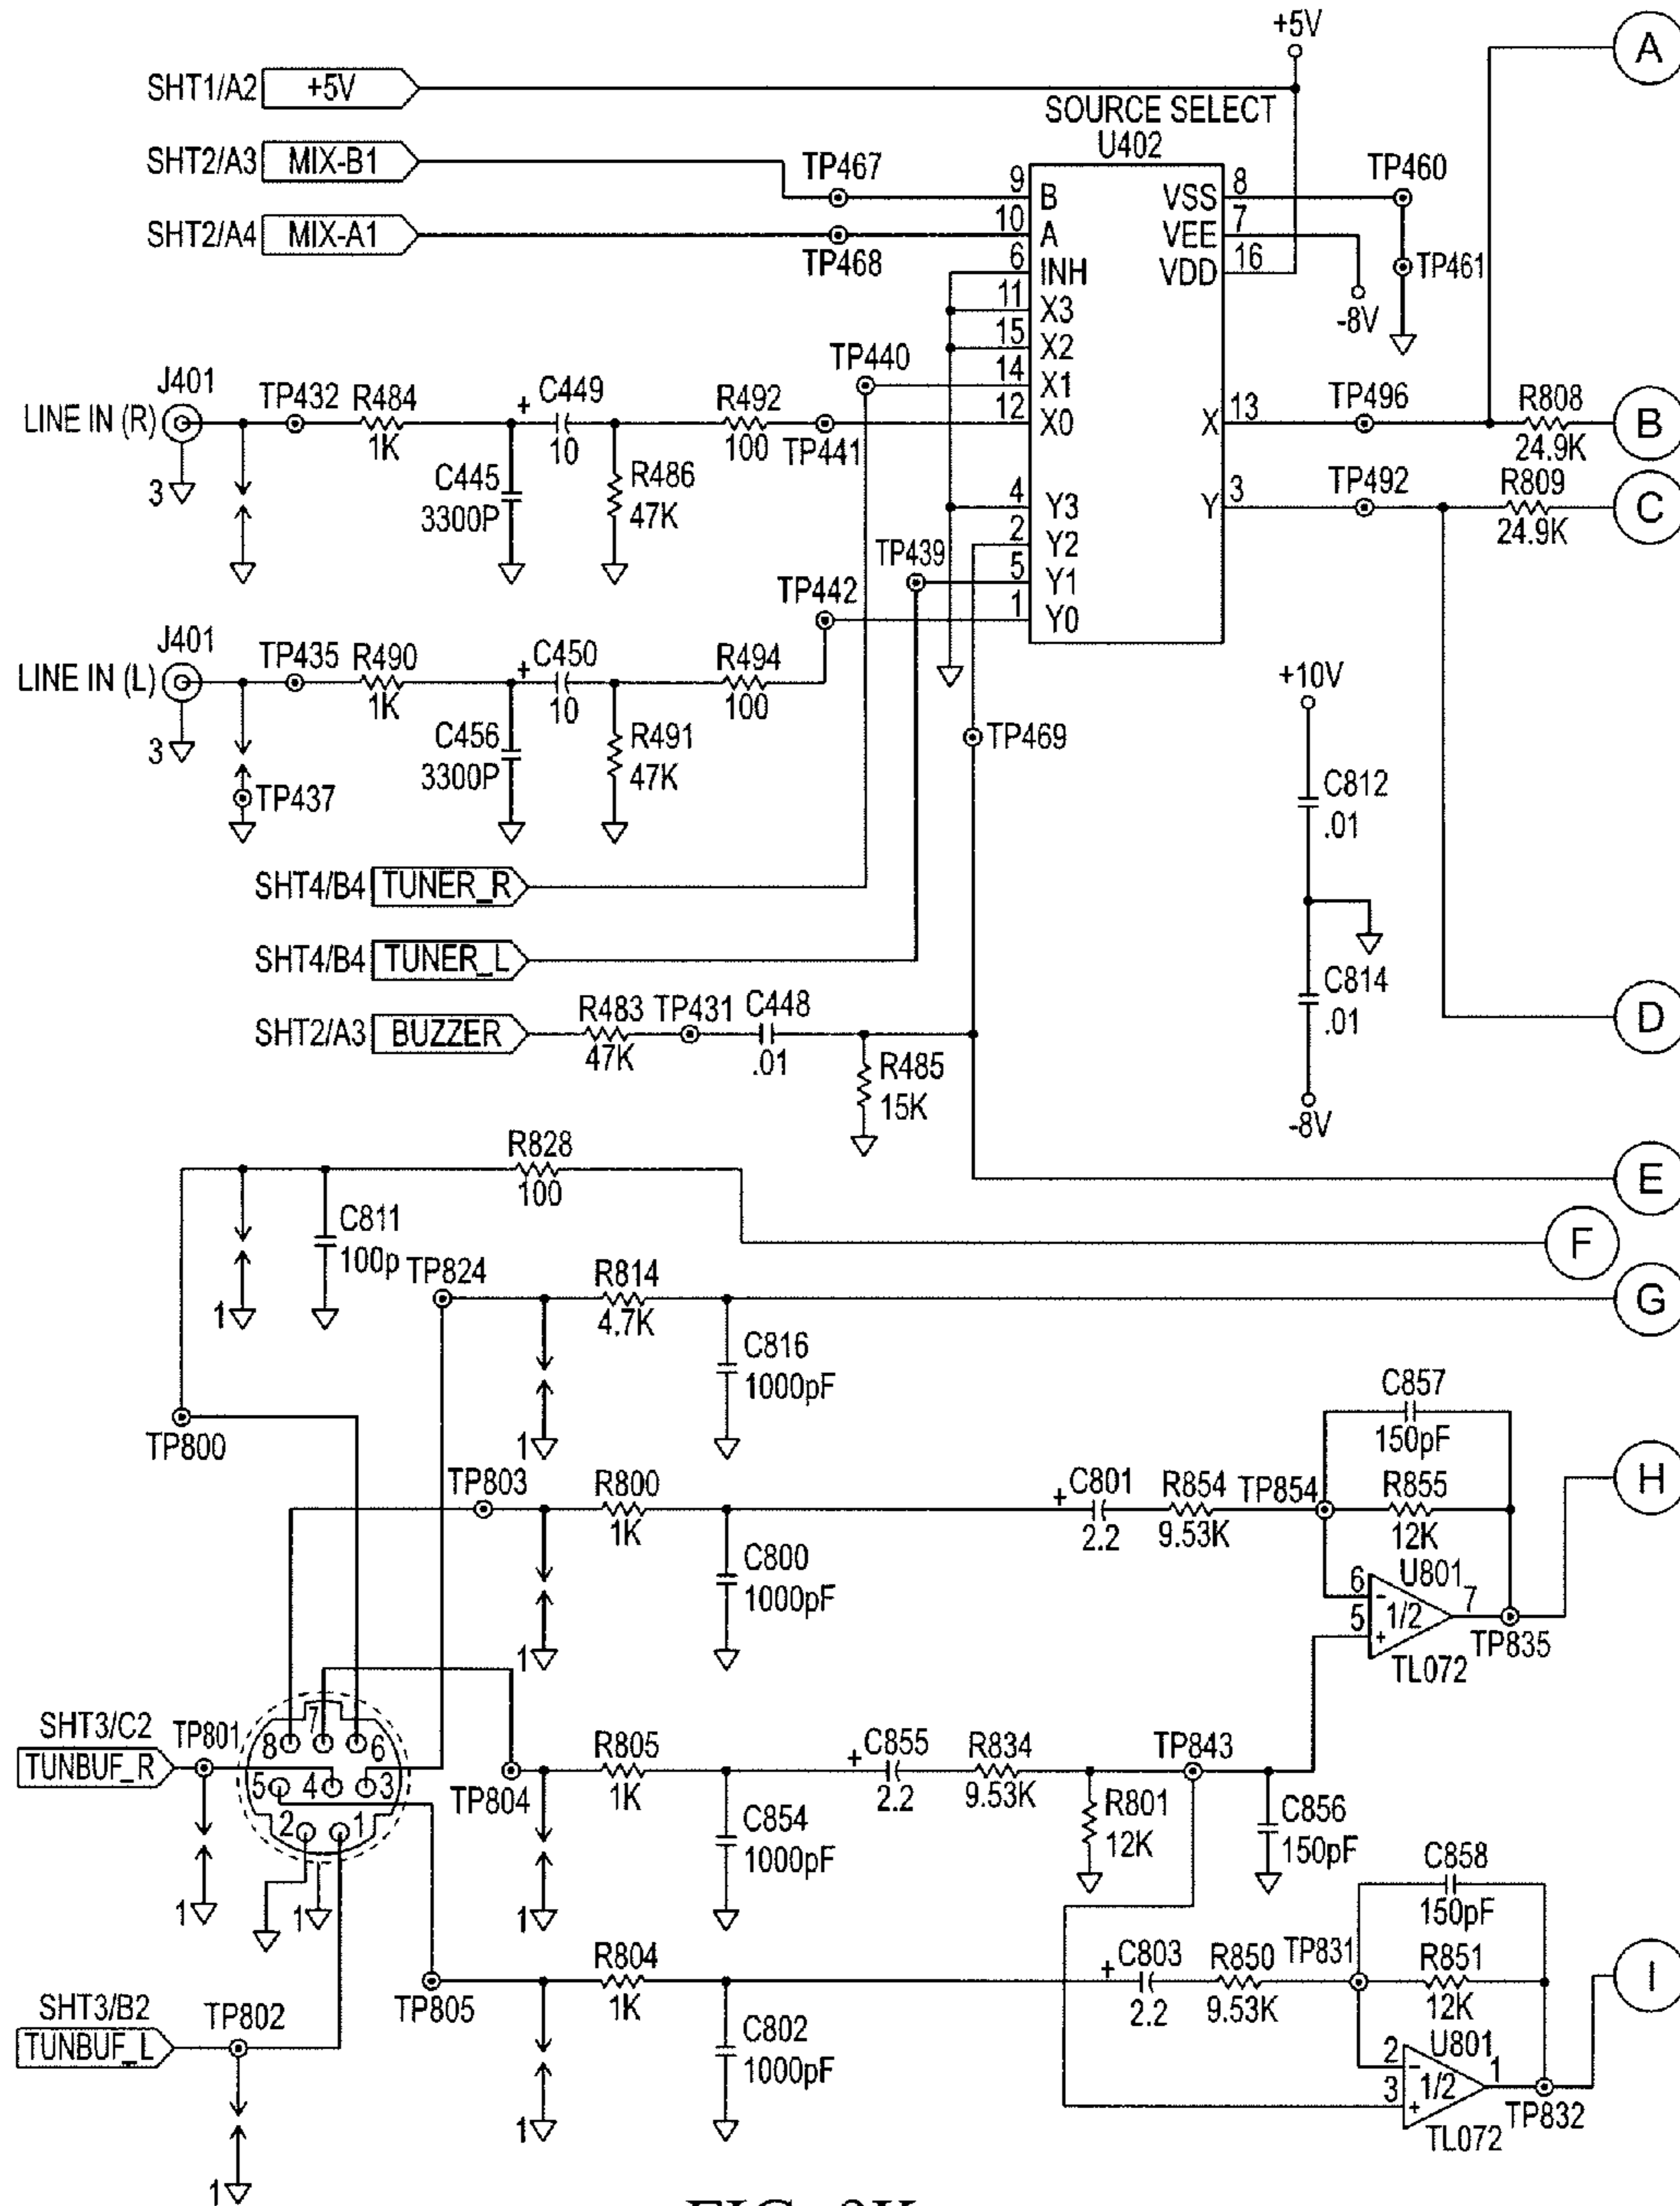 +5V
A
SHT1/A2 +5V
SOURCE SELECT
U402
SHT2/A3 MIX-B1
TP467
9 B
VSS 8
TP460
SHT2/A4 MIX-A1
TP468
10 A
VEE 7
6 INH
VDD 16
TP461
11 X3
-8V
15 X2
TP440
14 X1
J401
LINE IN (R)
TP432
R484
1K
+
C449
10
R492
100
TP441
12 X0
X 13
TP496
R808
24.9K
B
3
C445
3300P
R486
47K
4 Y3
Y 3
TP492
R809
24.9K
C
2 Y2
TP439
5 Y1
TP442
1 Y0
J401
LINE IN (L)
TP435
R490
1K
+
C450
10
R494
100
+10V
3
C456
3300P
R491
47K
TP469
TP437
C812
.01
SHT4/B4 TUNER_R
SHT4/B4 TUNER_L
C814
.01
D
SHT2/A3 BUZZER
R483
47K
TP431
C448
.01
R485
15K
-8V
R828
100
E
C811
100p
F
1
TP824
R814
4.7K
G
C816
1000pF
1
TP800
C857
150pF
TP803
R800
1K
+
C801
2.2
R854
9.53K
TP854
R855
12K
H
C800
1000pF
1
6 -
5 +
U801
1/2
7
TP835
TL072
SHT3/C2
TUNBUF_R
TP801
8
7
6
5
4
3
2
1
1
1
TP804
R805
1K
+
C855
2.2
R834
9.53K
TP843
C854
1000pF
R801
12K
C856
150pF
1
C858
150pF
TP805
R804
1K
+
C803
2.2
R850
9.53K
TP831
R851
12K
I
SHT3/B2
TUNBUF_L
TP802
C802
1000pF
1
2 -
3 +
U801
1/2
1
TP832
TL072
1